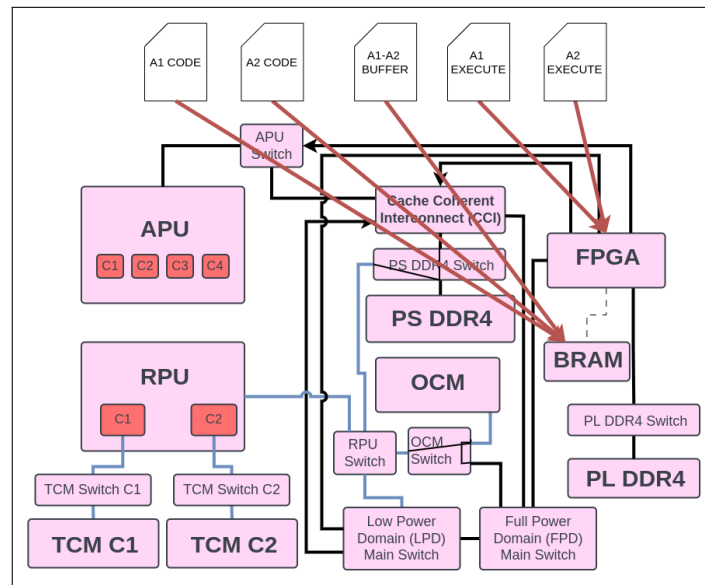 A1 CODE
A2 CODE
A1-A2
BUFFER
A1
EXECUTE
A2
EXECUTE
APU
Switch
Cache Coherent
Interconnect (CCI)
APU
C1
C2
C3
C4
FPGA
PS DDR4 Switch
PS DDR4
BRAM
RPU
C1
C2
OCM
RPU
Switch
OCM
Switch
PL DDR4 Switch
PL DDR4
TCM Switch C1
TCM Switch C2
TCM C1
TCM C2
Low Power
Domain (LPD)
Main Switch
Full Power
Domain (FPD)
Main Switch